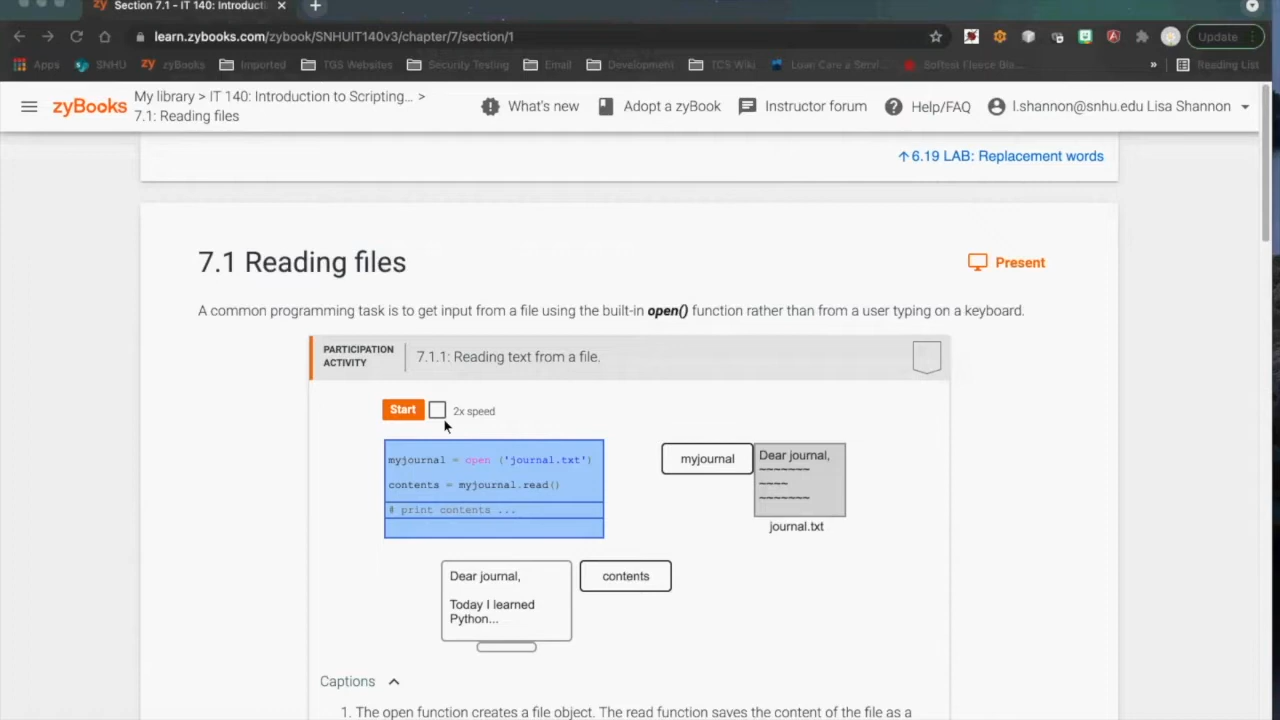 Section 7.1 - IT 140: Introducti
learn.zybooks.com/zybook/SNHUIT140v3/chapter/7/section/1
Update
Apps SNHU zyBooks Imported TGS Websites Security Testing Email Development TCS Wiki » Reading List
zyBooks
My library > IT 140: Introduction to Scripting... >
7.1: Reading files
What's new
Adopt a zyBook
Instructor forum
Help/FAQ
l.shannon@snhu.edu Lisa Shannon
6.19 LAB: Replacement words
7.1 Reading files
Present
A common programming task is to get input from a file using the built-in open() function rather than from a user typing on a keyboard.
PARTICIPATION
ACTIVITY
7.1.1: Reading text from a file.
Start
2x speed
myjournal = open ('journal.txt')
contents = myjournal.read()
# print contents ...
myjournal
Dear journal,
journal.txt
Dear journal,
Today I learned
Python...
contents
Captions
1. The open function creates a file object. The read function saves the content of the file as a